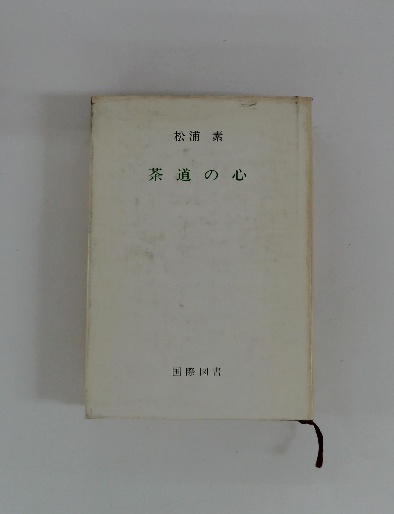 松浦 素
茶道の心
国際図書